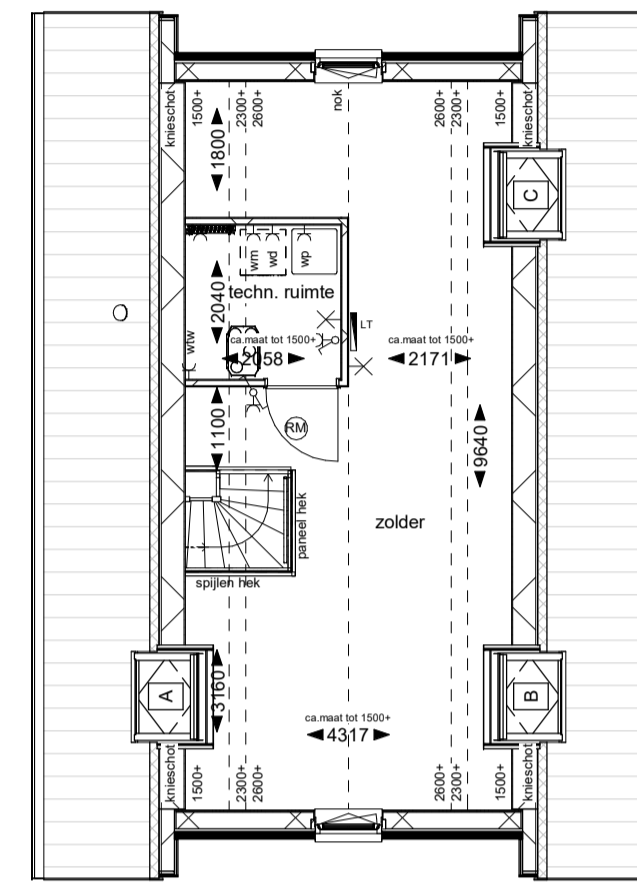 knieschot
1500+
2300+
2600+
nok
2600+
2300+
1500+
knieschot
1800
C
wm
wd
wp
techn. ruimte
2040
wtw
LT
ca.maat tot 1500+
2058
ca.maat tot 1500+
2171
1100
RM
9640
zolder
paneel hek
spijlen hek
A
3160
B
ca.maat tot 1500+
4317
knieschot
1500+
2300+
2600+
2600+
2300+
1500+
knieschot